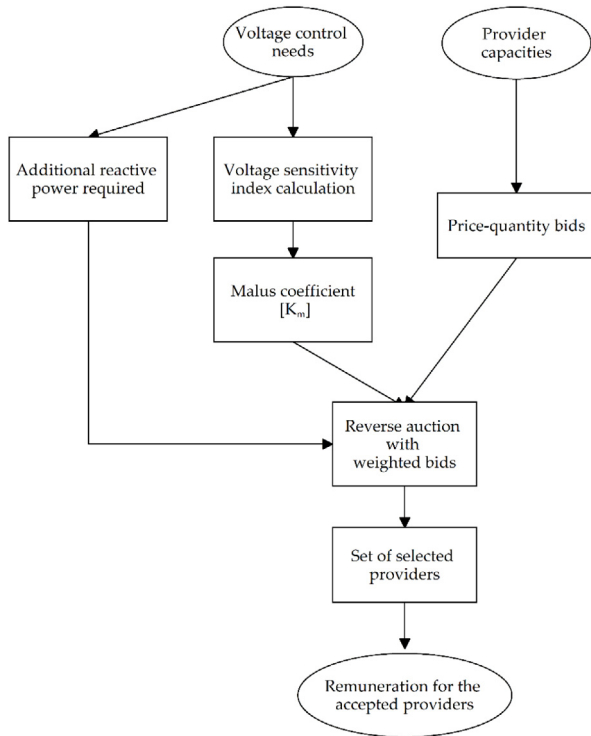 Voltage control
needs
Provider
capacities
Additional reactive
power required
Voltage sensitivity
index calculation
Price-quantity bids
Malus coefficient
[Kₘ]
Reverse auction
with
weighted bids
Set of selected
providers
Remuneration for the
accepted providers